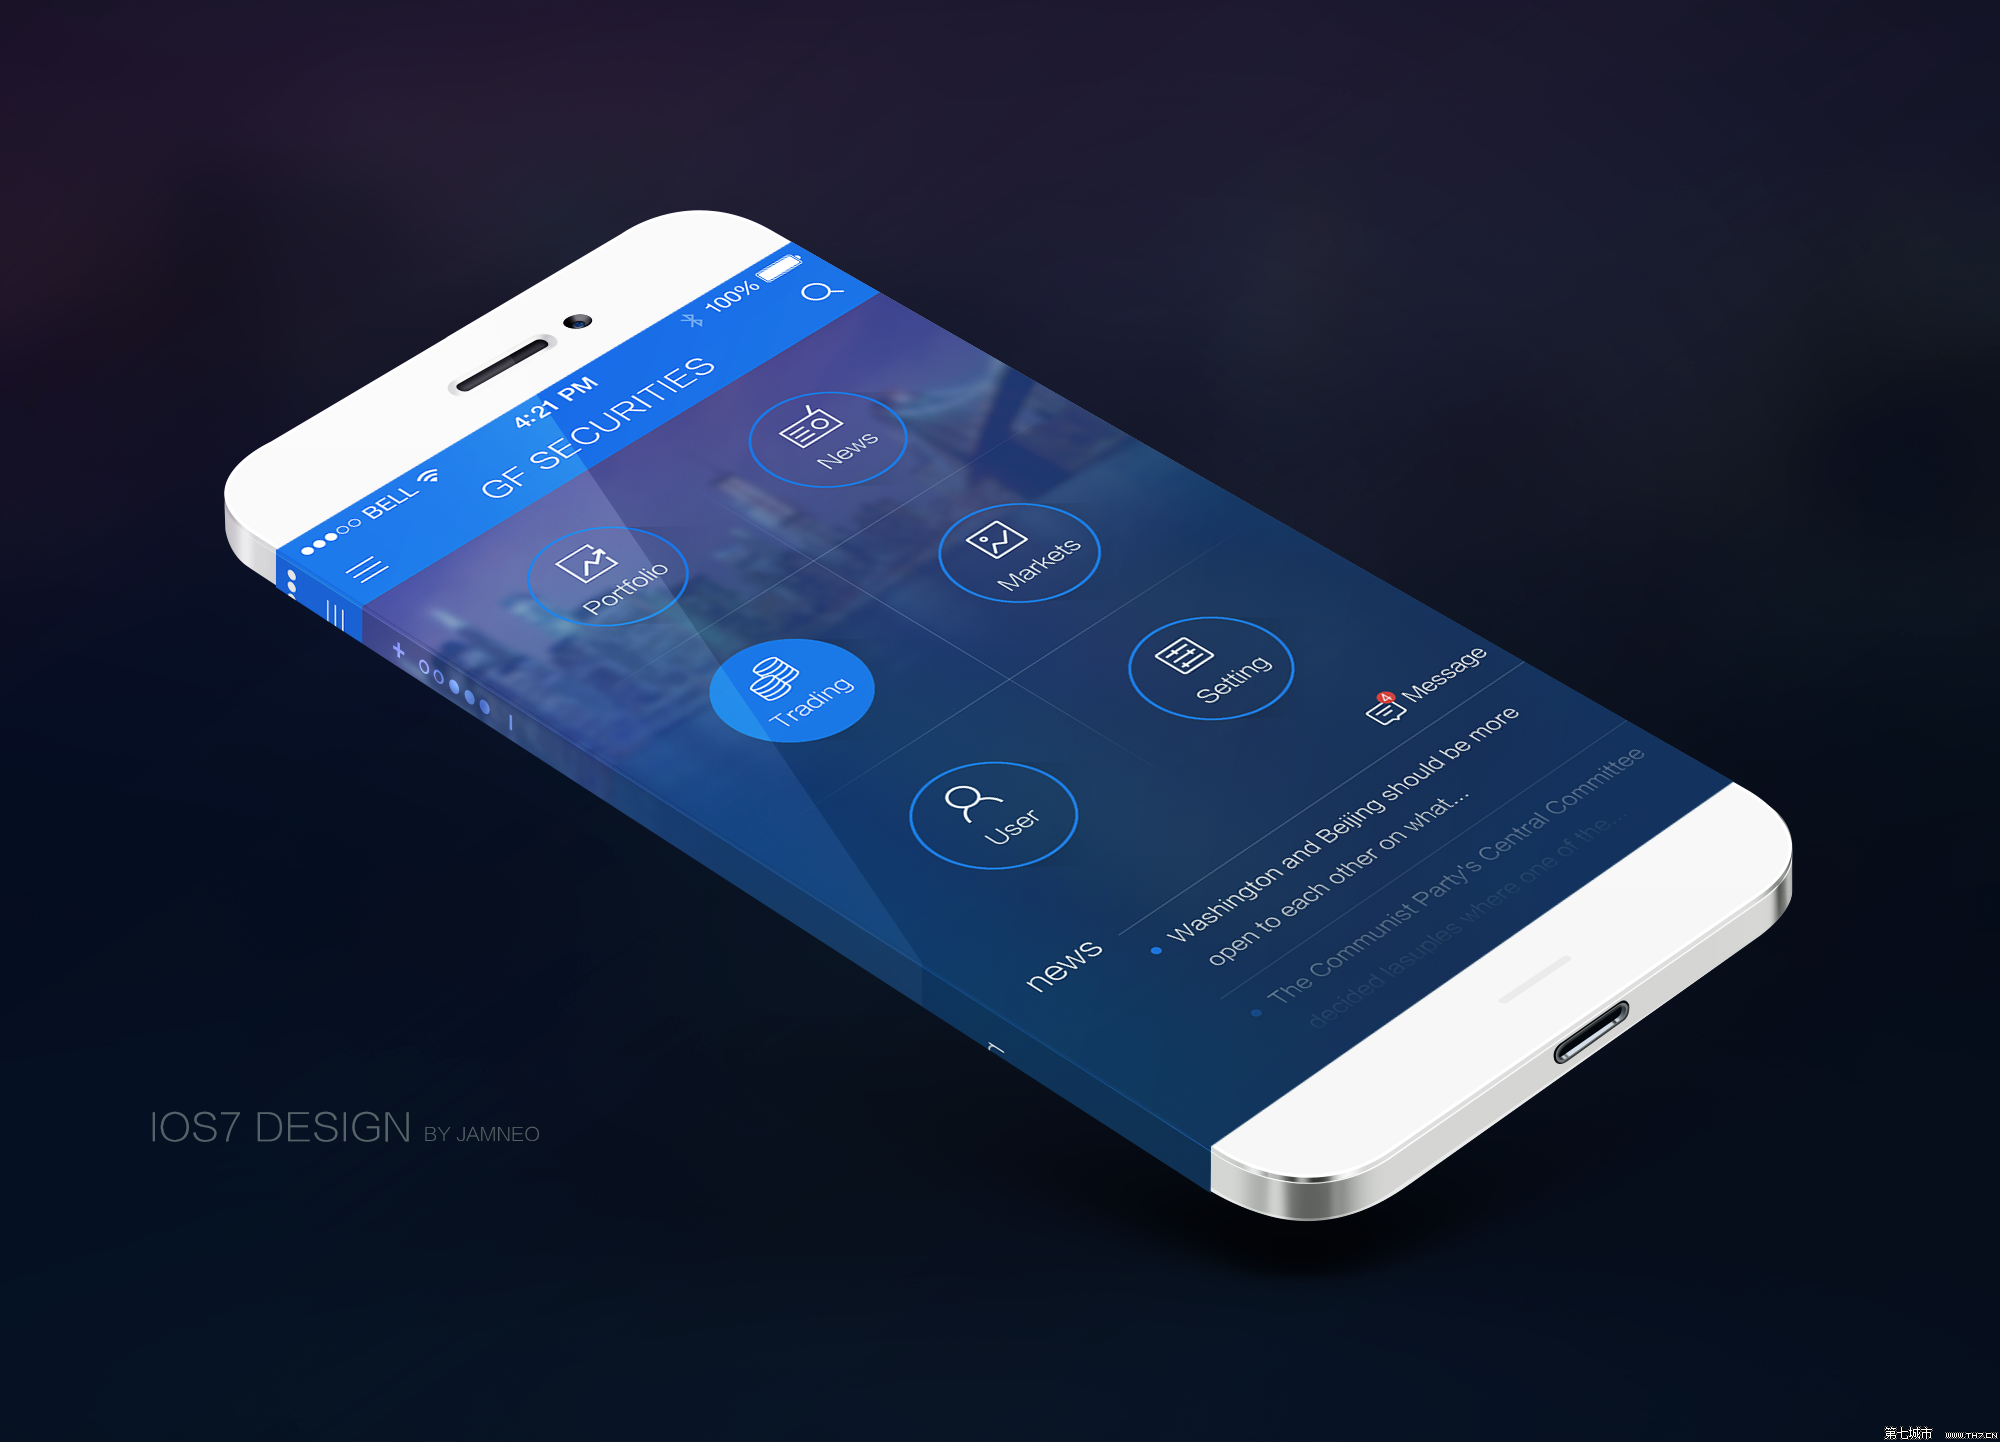 ●●●○○ BELL 4:21 PM 100%
GF SECURITIES
Portfolio
News
Trading
Markets
User
Setting
4 Message
news
Washington and Beijing should be more
open to each other on what...
The Communist Party's Central Committee
decided lasuples where one of the...
IOS7 DESIGN BY JAMNEO
第七城市 WWW.TH7.CN